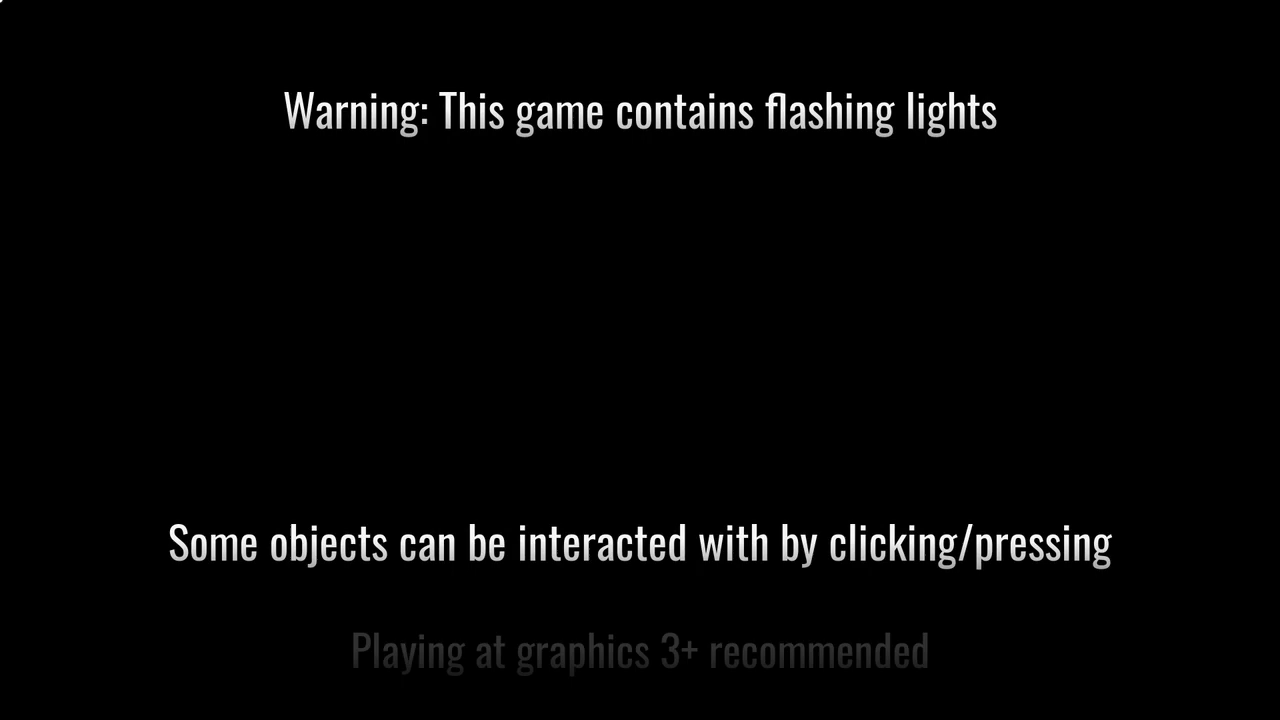 Warning: This game contains flashing lights
Some objects can be interacted with by clicking/pressing
Playing at graphics 3+ recommended